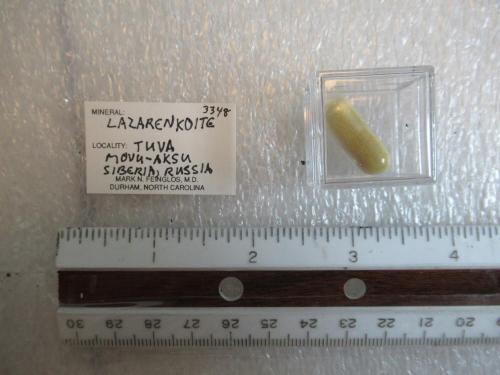 MINERAL: 3348
LAZARENKOITE
LOCALITY: TUVA
MOVU-AKSU
SIBERIA, RUSSIA
MARK N. FEINGLOS, M.D.
DURHAM, NORTH CAROLINA
1 2 3 4
30 29 28 27 26 25 24 23 22 21 20